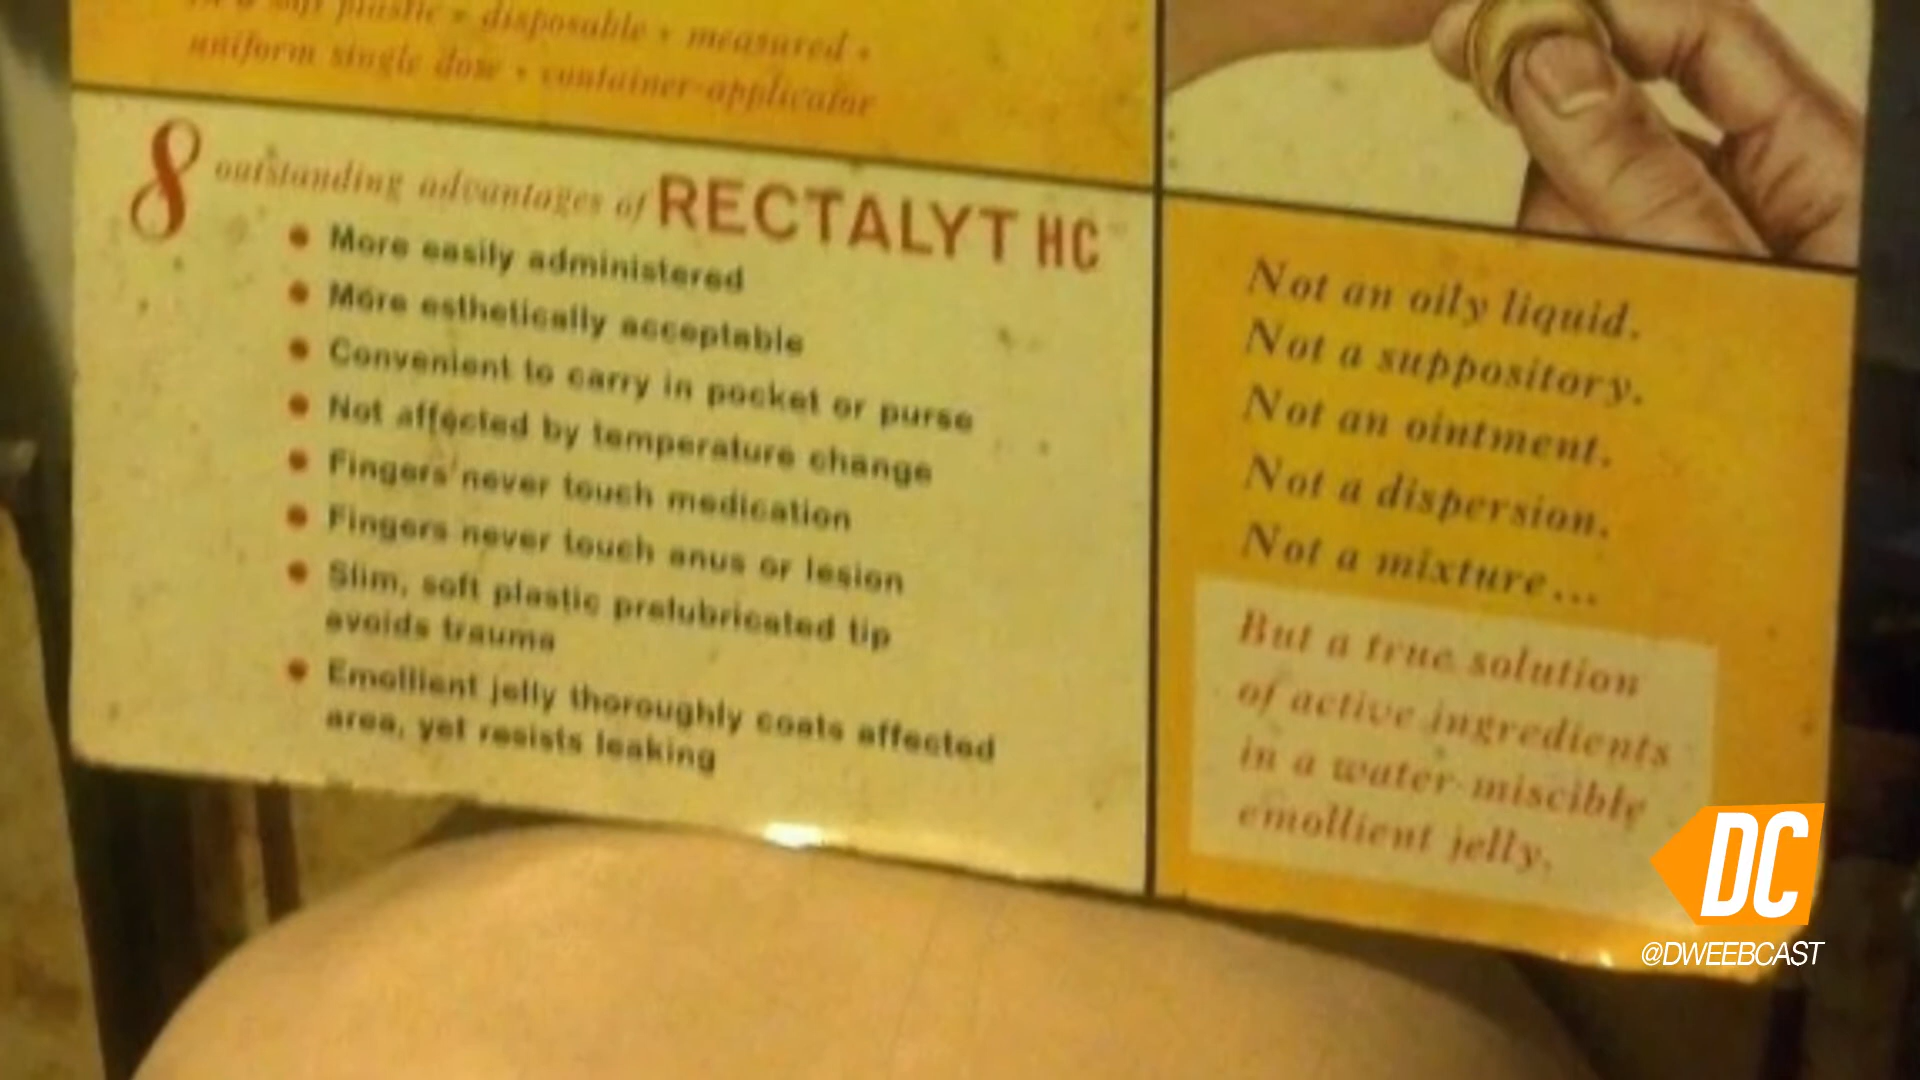 in a soft plastic • disposable • measured •
uniform single dose • container-applicator
8 outstanding advantages of RECTALYT HC
• More easily administered
• More esthetically acceptable
• Convenient to carry in pocket or purse
• Not affected by temperature change
• Fingers never touch medication
• Fingers never touch anus or lesion
• Slim, soft plastic prelubricated tip
avoids trauma
• Emollient jelly thoroughly coats affected
area, yet resists leaking
Not an oily liquid.
Not a suppository.
Not an ointment.
Not a dispersion.
Not a mixture...
But a true solution
of active ingredients
in a water-miscible
emollient jelly.
DC
@DWEEBCAST